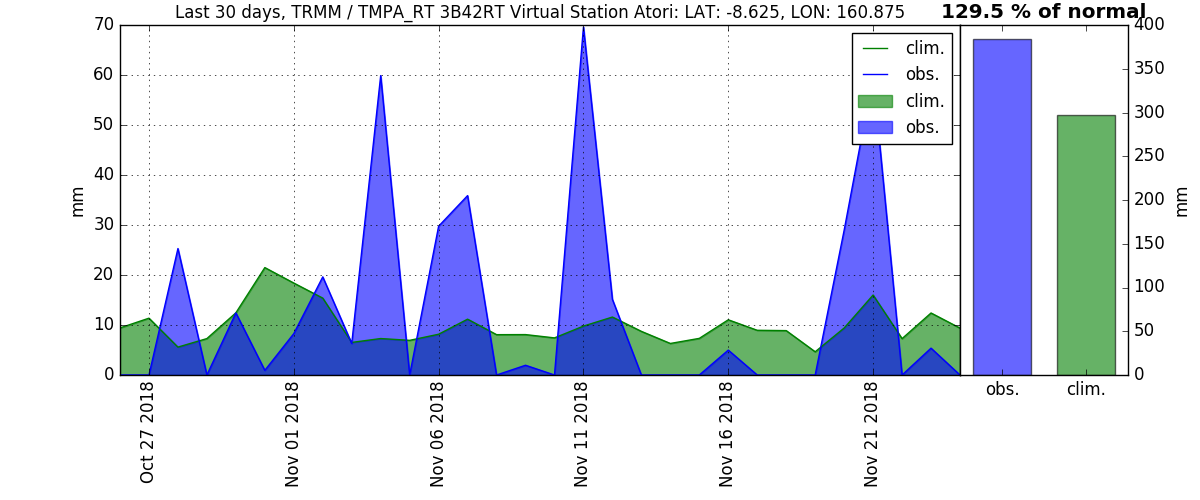 Last 30 days, TRMM / TMPA_RT 3B42RT Virtual Station Atori: LAT: -8.625, LON: 160.875
129.5 % of normal
70
60
50
40
30
20
10
0
mm
clim.
obs.
clim.
obs.
Oct 27 2018
Nov 01 2018
Nov 06 2018
Nov 11 2018
Nov 16 2018
Nov 21 2018
400
350
300
250
200
150
100
50
0
mm
obs.
clim.